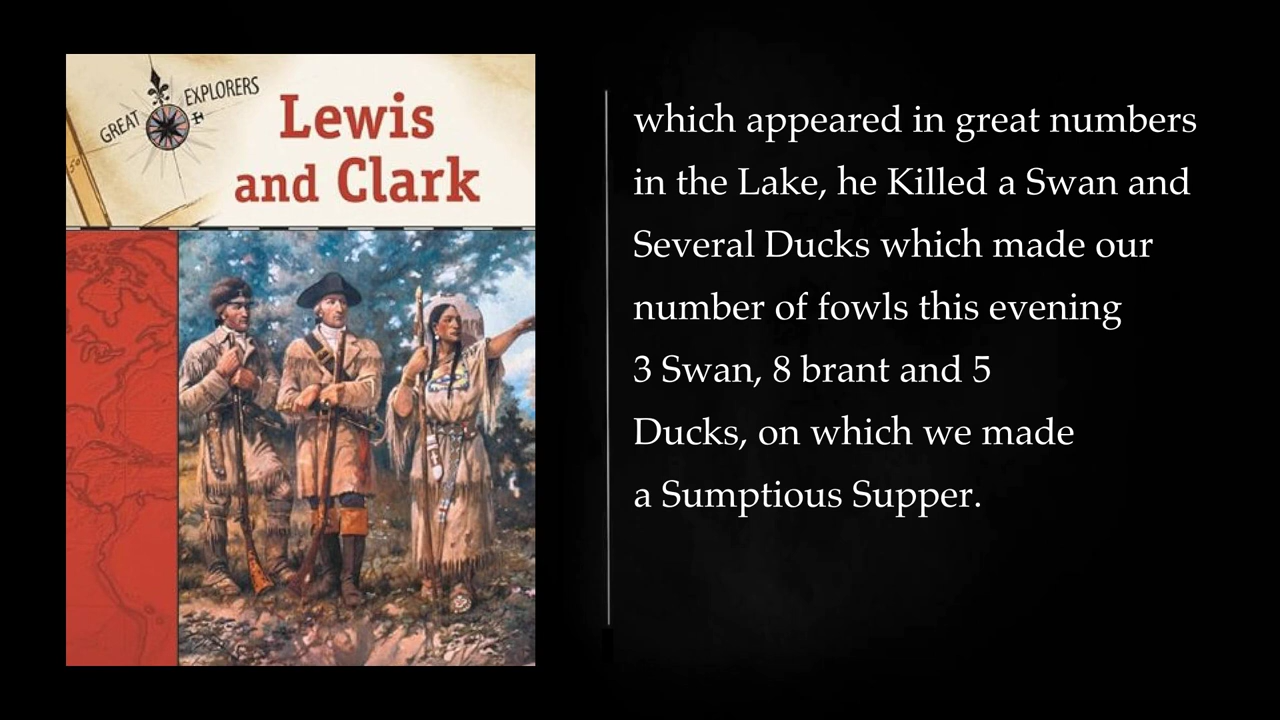 GREAT EXPLORERS
Lewis
and Clark
50
E
which appeared in great numbers
in the Lake, he Killed a Swan and
Several Ducks which made our
number of fowls this evening
3 Swan, 8 brant and 5
Ducks, on which we made
a Sumptious Supper.